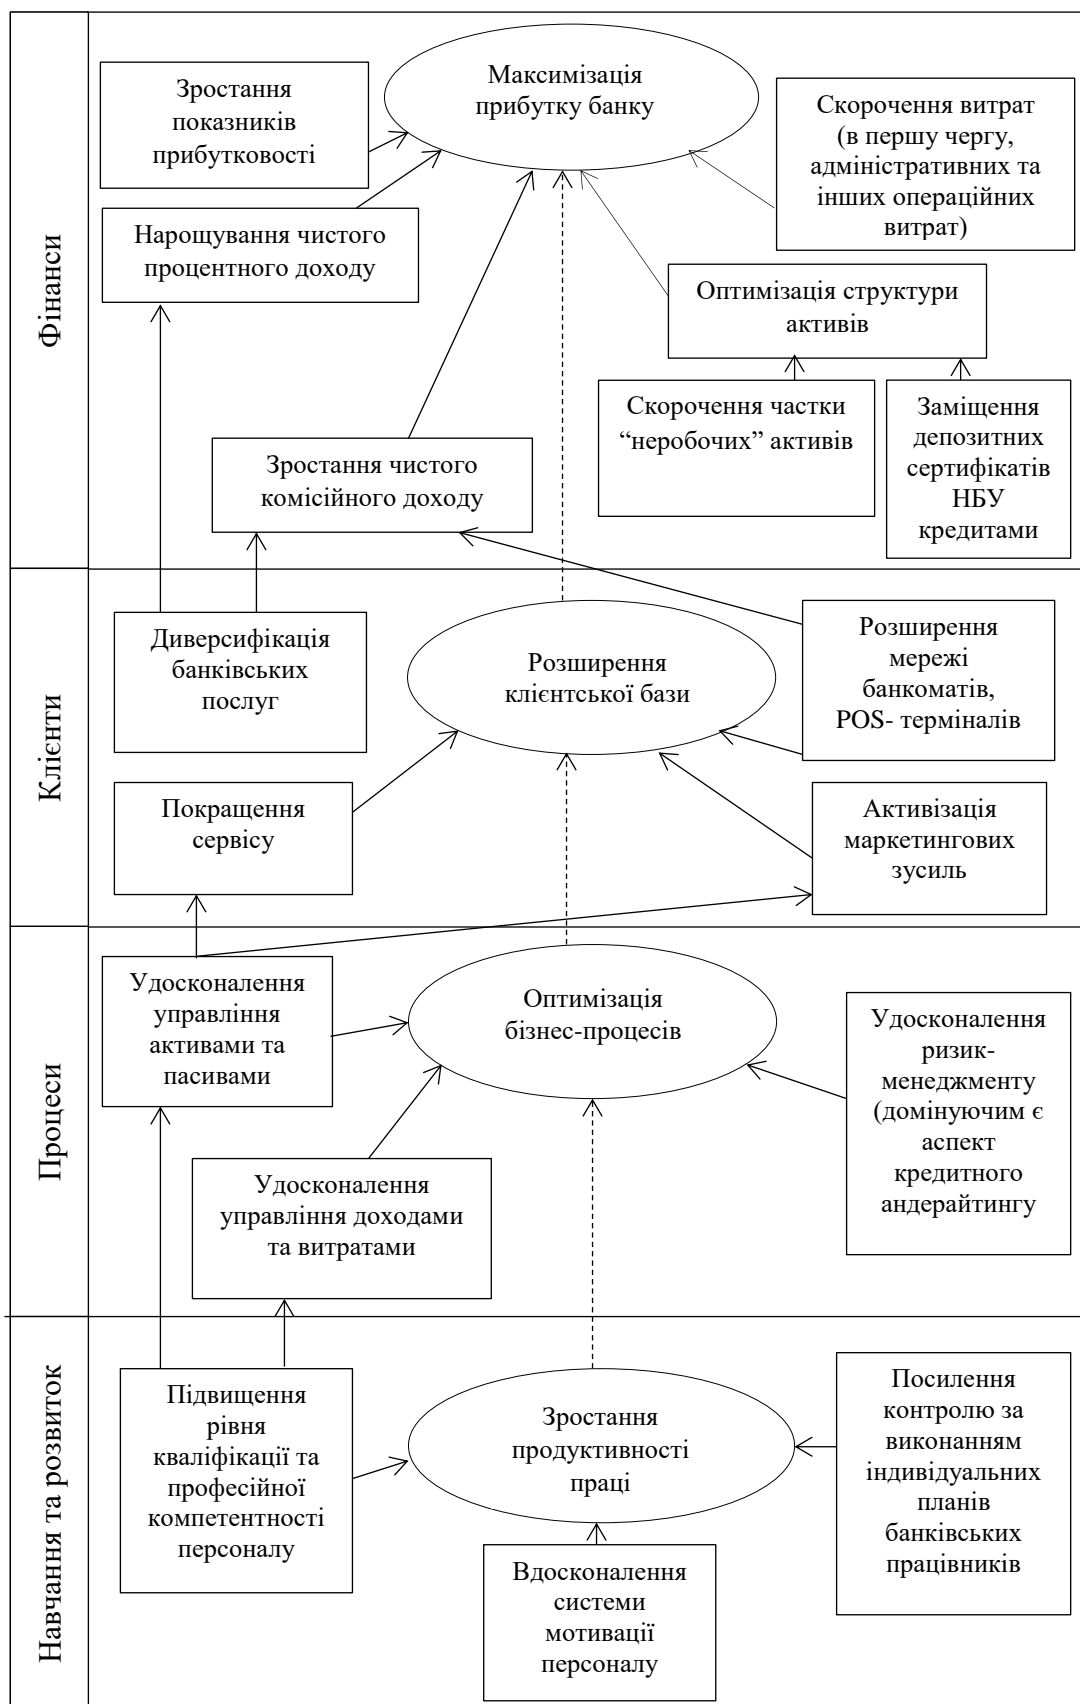 Фінанси
Максимізація
прибутку банку
Зростання
показників
прибутковості
Скорочення витрат
(в першу чергу,
адміністративних та
інших операційних
витрат)
Нарощування чистого
процентного доходу
Оптимізація структури
активів
Скорочення частки
“неробочих” активів
Заміщення
депозитних
сертифікатів
НБУ
кредитами
Зростання чистого
комісійного доходу
Клієнти
Диверсифікація
банківських
послуг
Розширення
клієнтської бази
Розширення
мережі
банкоматів,
POS- терміналів
Покращення
сервісу
Активізація
маркетингових
зусиль
Процеси
Удосконалення
управління
активами та
пасивами
Оптимізація
бізнес-процесів
Удосконалення
ризик-
менеджменту
(домінуючим є
аспект
кредитного
андерайтингу
Удосконалення
управління доходами
та витратами
Навчання та розвиток
Підвищення
рівня
кваліфікації та
професійної
компетентності
персоналу
Зростання
продуктивності
праці
Посилення
контролю за
виконанням
індивідуальних
планів
банківських
працівників
Вдосконалення
системи
мотивації
персоналу